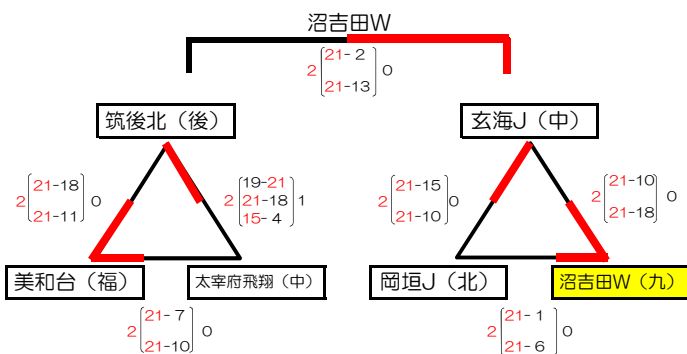 沼吉田W
21- 2
2 0
21-13
筑後北（後）
玄海J（中）
21-18
2 0
21-11
19-21
2 21-18 1
15- 4
21-15
2 0
21-10
21-10
2 0
21-18
美和台（福）
太宰府飛翔（中）
岡垣J（北）
沼吉田W（九）
21- 7
2 0
21-10
21- 1
2 0
21- 6